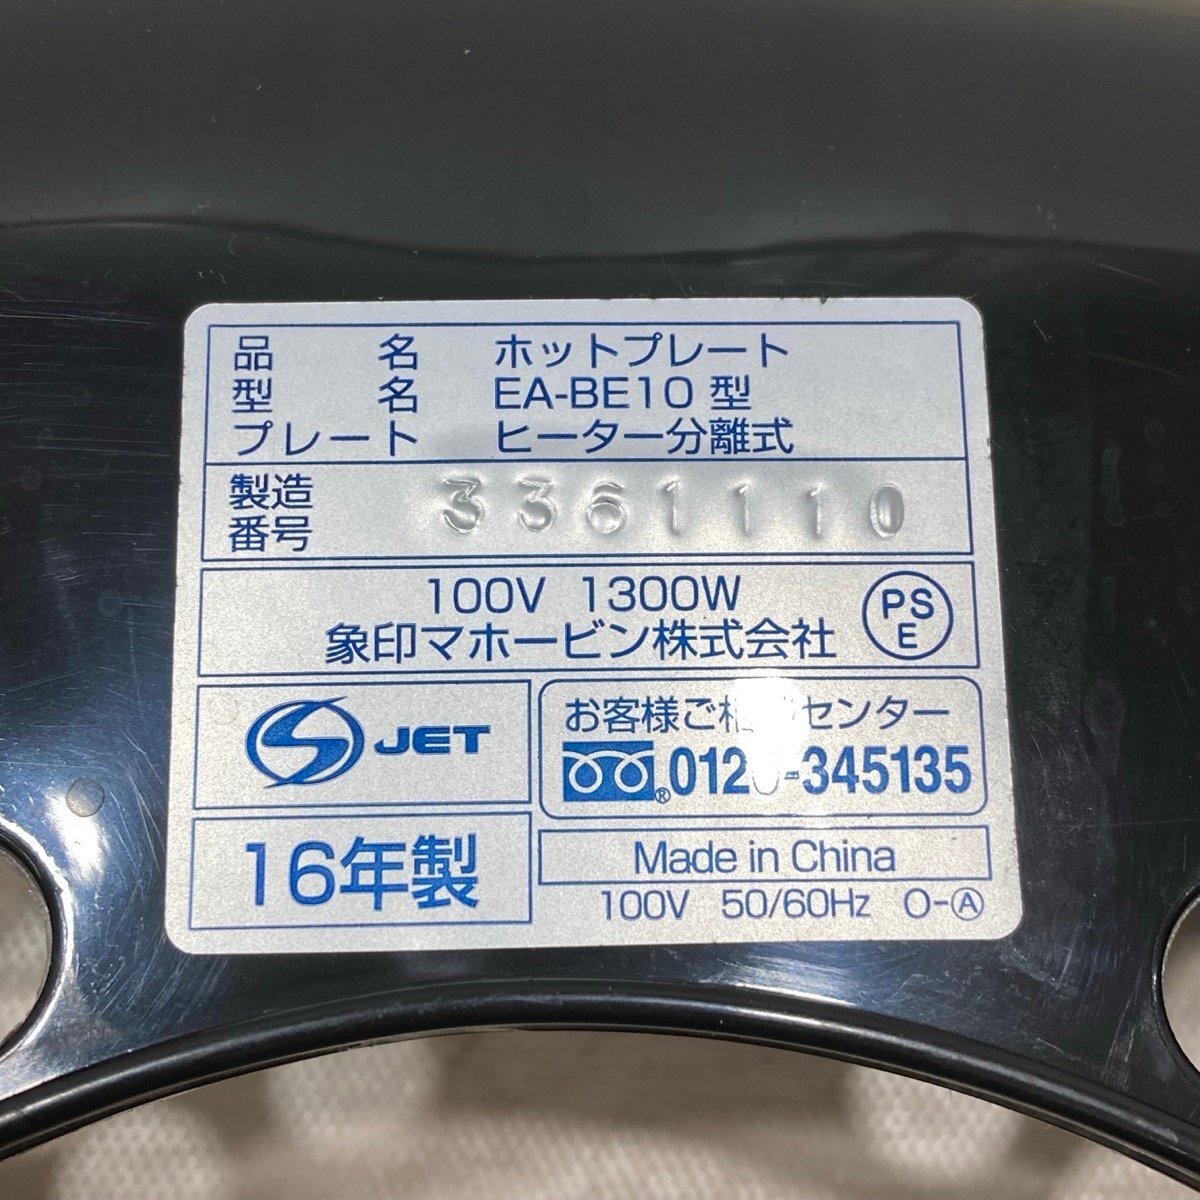 品名 ホットプレート
型名 EA-BE10 型
プレート ヒーター分離式
製造番号 3361110
100V 1300W
象印マホービン株式会社
PS
E
JET
お客様ご相 センター
012 -345135
®
16年製
Made in China
100V 50/60Hz O-Ⓐ